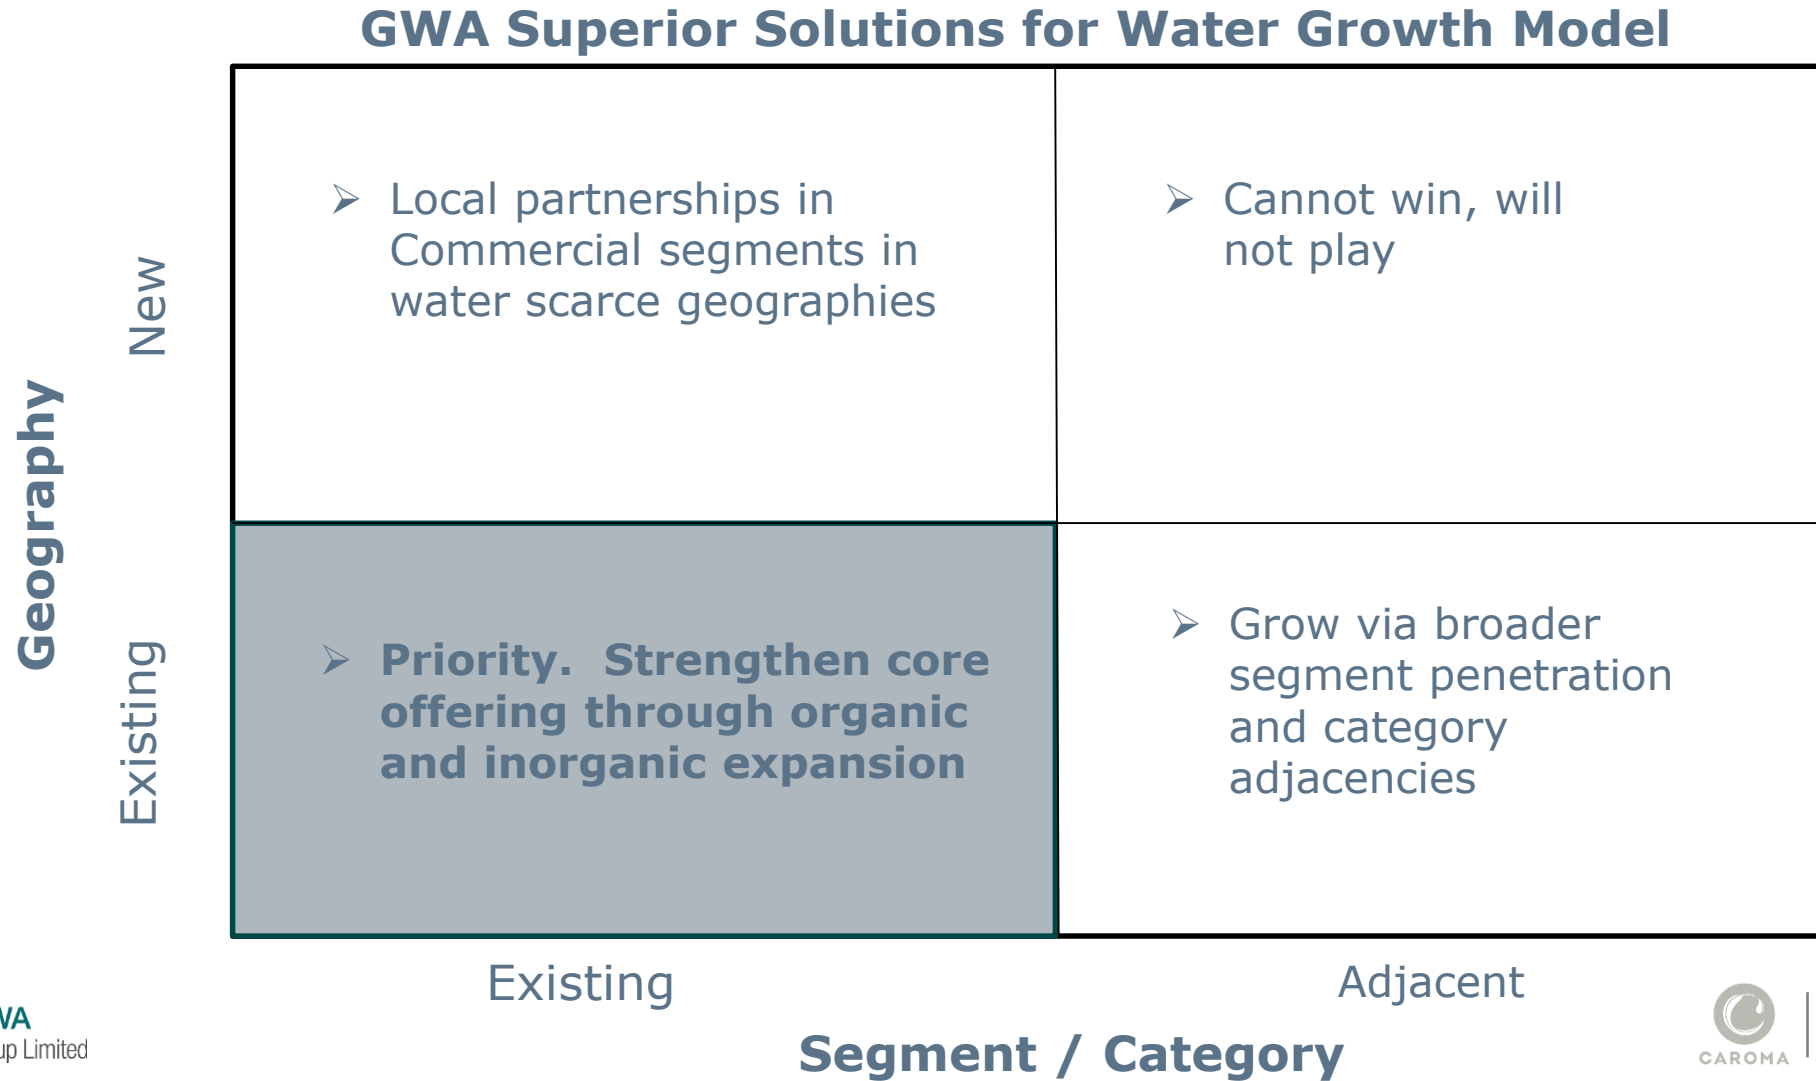 GWA Superior Solutions for Water Growth Model
Geography
New
Existing
➢ Local partnerships in
Commercial segments in
water scarce geographies
➢ Cannot win, will
not play
➢ Priority.  Strengthen core
offering through organic
and inorganic expansion
➢ Grow via broader
segment penetration
and category
adjacencies
Existing
Adjacent
Segment / Category
Limited
CAROMA